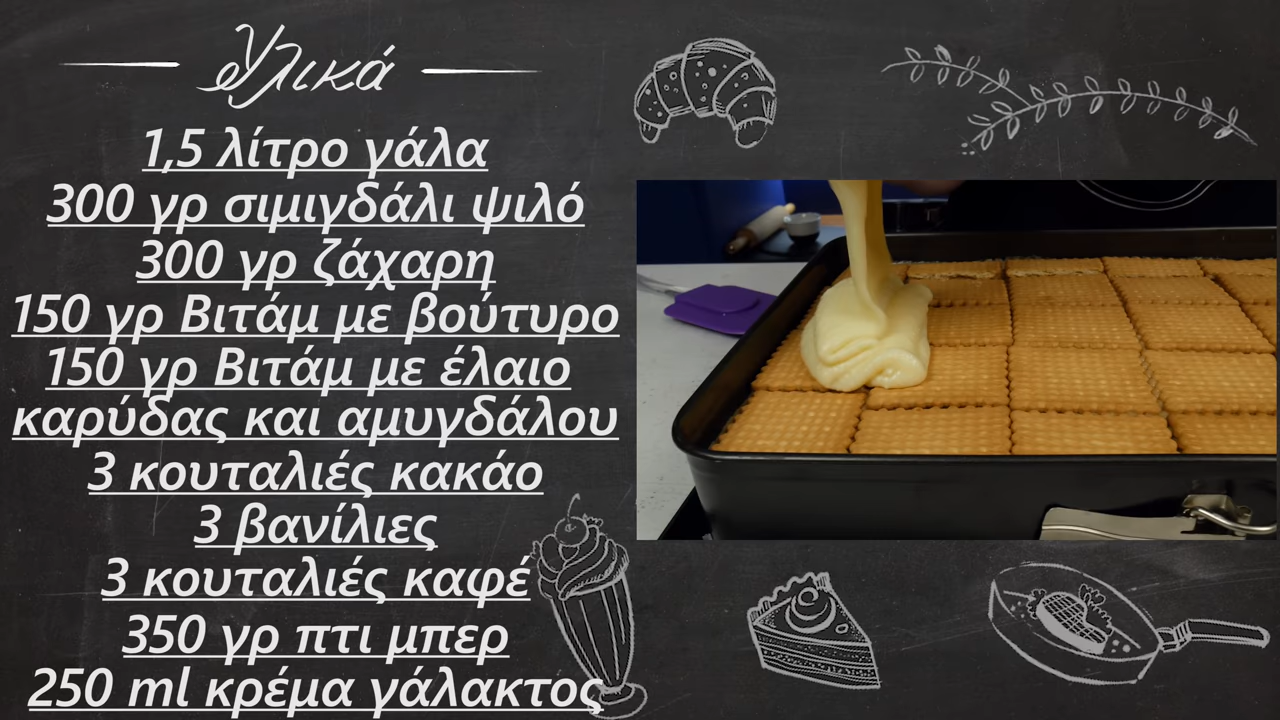 Υλικά
1,5 λίτρο γάλα
300 γρ σιμιγδάλι ψιλό
300 γρ ζάχαρη
150 γρ Βιτάμ με βούτυρο
150 γρ Βιτάμ με έλαιο
καρύδας και αμυγδάλου
3 κουταλιές κακάο
3 βανίλιες
3 κουταλιές καφέ
350 γρ πτι μπερ
250 ml κρέμα γάλακτος